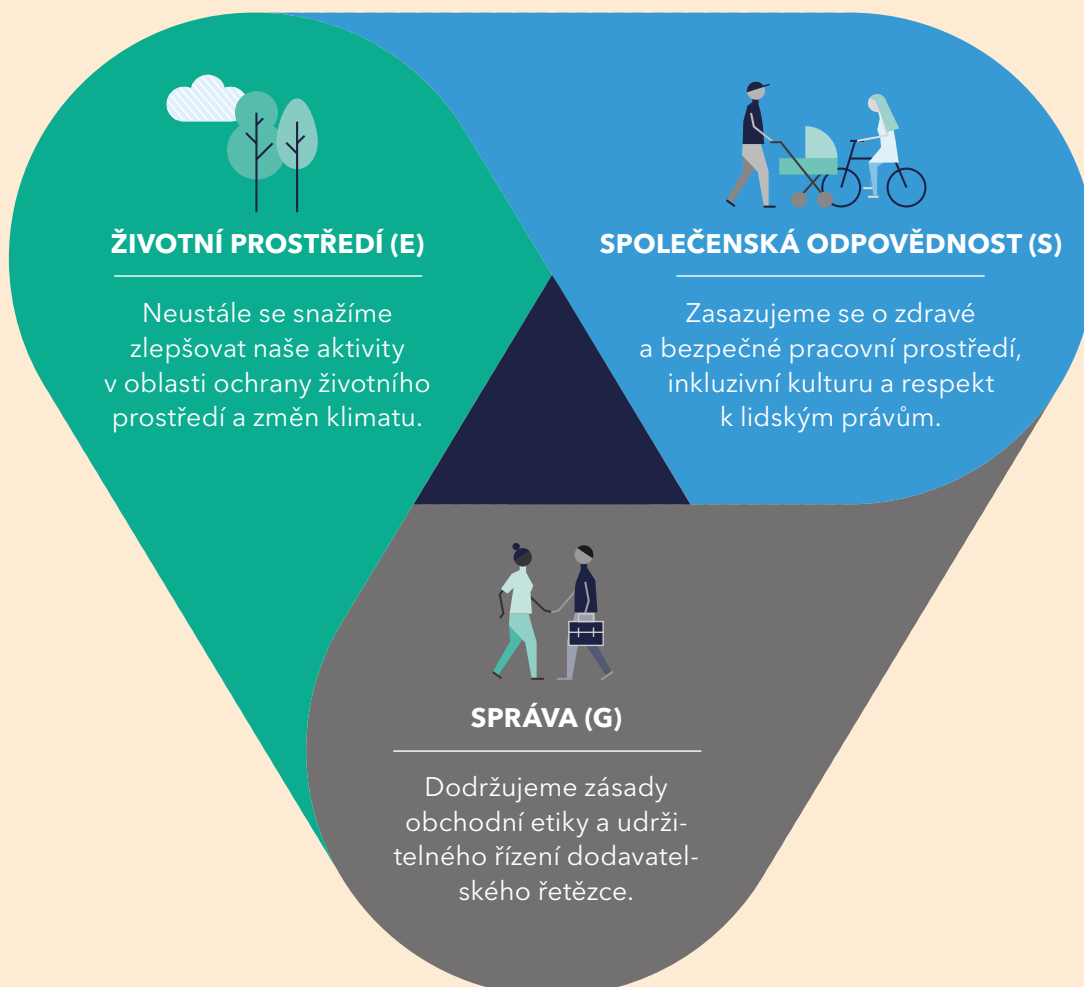 ŽIVOTNÍ PROSTŘEDÍ (E)
Neustále se snažíme
zlepšovat naše aktivity
v oblasti ochrany životního
prostředí a změn klimatu.
SPOLEČENSKÁ ODPOVĚDNOST (S)
Zasazujeme se o zdravé
a bezpečné pracovní prostředí,
inkluzivní kulturu a respekt
k lidským právům.
SPRÁVA (G)
Dodržujeme zásady
obchodní etiky a udrži-
telného řízení dodavatel-
ského řetězce.